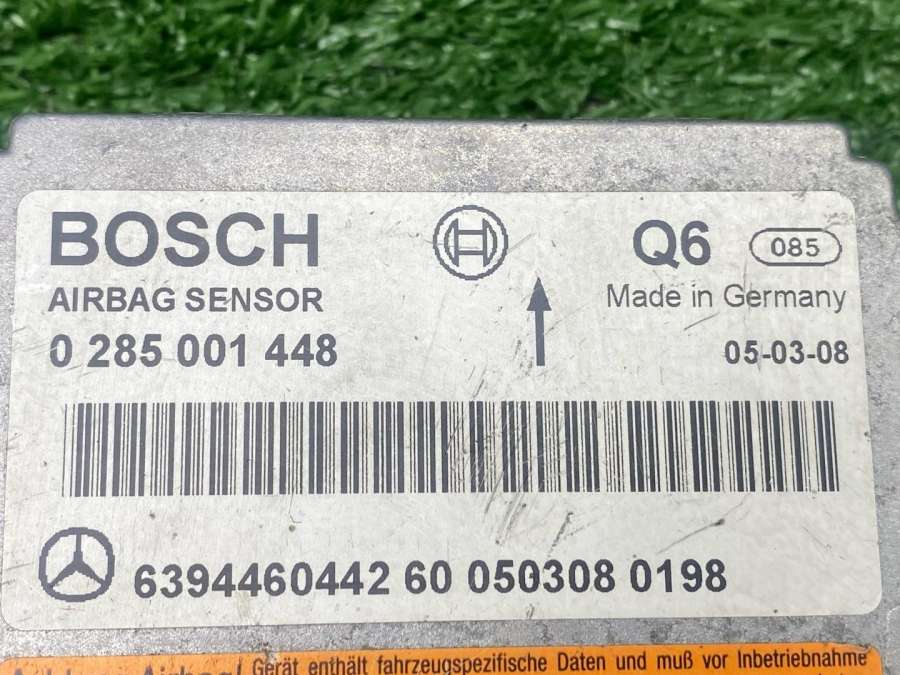 BOSCH
Q6 085
AIRBAG SENSOR
Made in Germany
0 285 001 448
05-03-08
6394460442 60 0503080 0198
Gerät enthält fahrzeugspezifische Daten und muß vor Inbetriebnahme